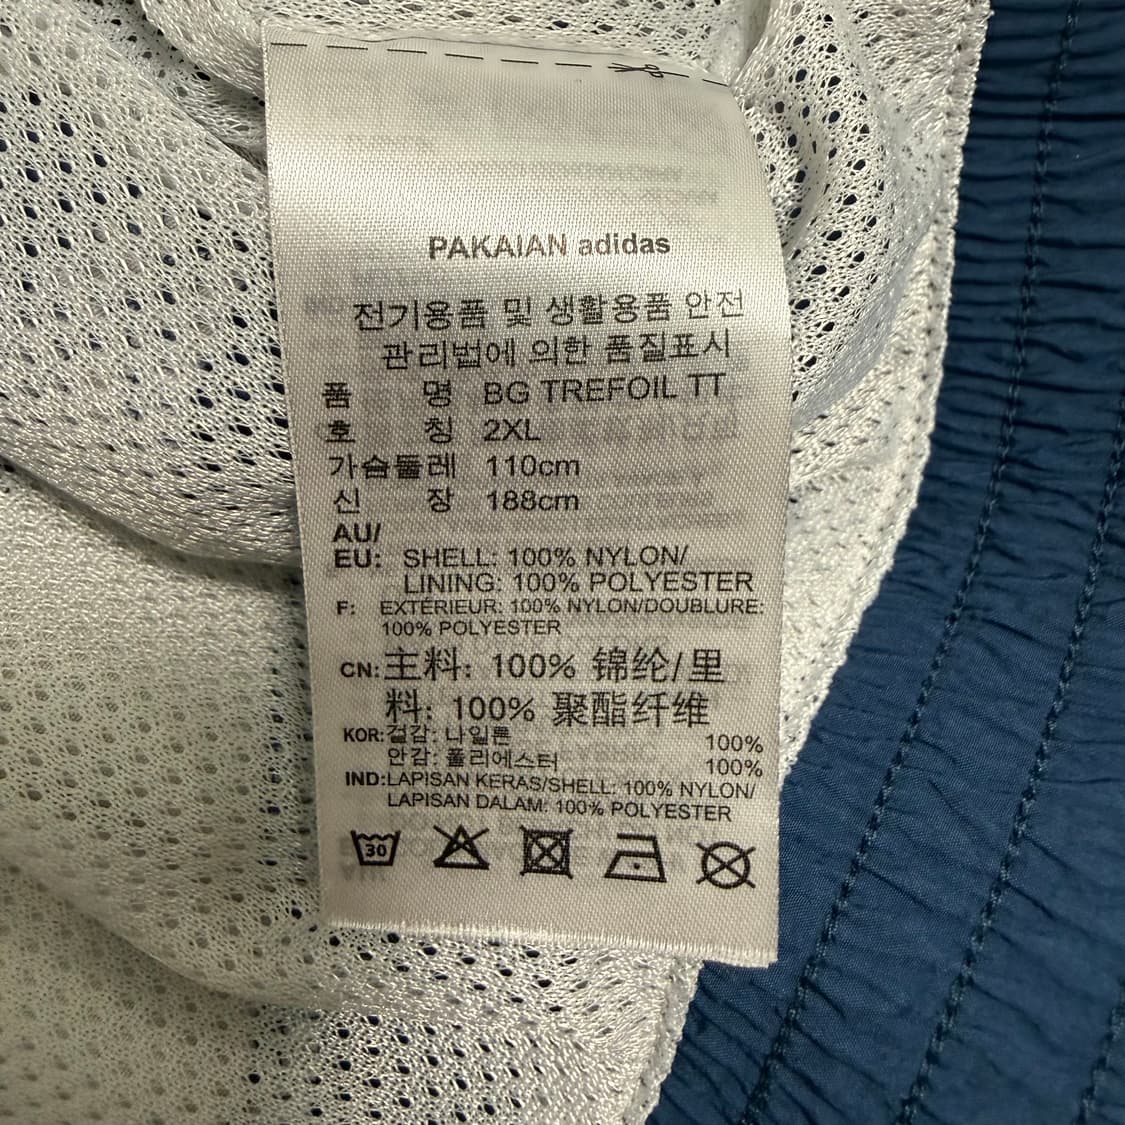 PAKAIAN adidas
전기용품 및 생활용품 안전
관리법에 의한 품질표시
품 명 BG TREFOIL TT
호 칭 2XL
가슴둘레 110cm
신 장 188cm
AU/
EU: SHELL: 100% NYLON/
LINING: 100% POLYESTER
F: EXTÉRIEUR: 100% NYLON/DOUBLURE:
100% POLYESTER
CN: 主料: 100% 锦纶/里
料: 100% 聚酯纤维
KOR: 겉감: 나일론 100%
안감: 폴리에스터 100%
IND: LAPISAN KERAS/SHELL: 100% NYLON/
LAPISAN DALAM: 100% POLYESTER
30